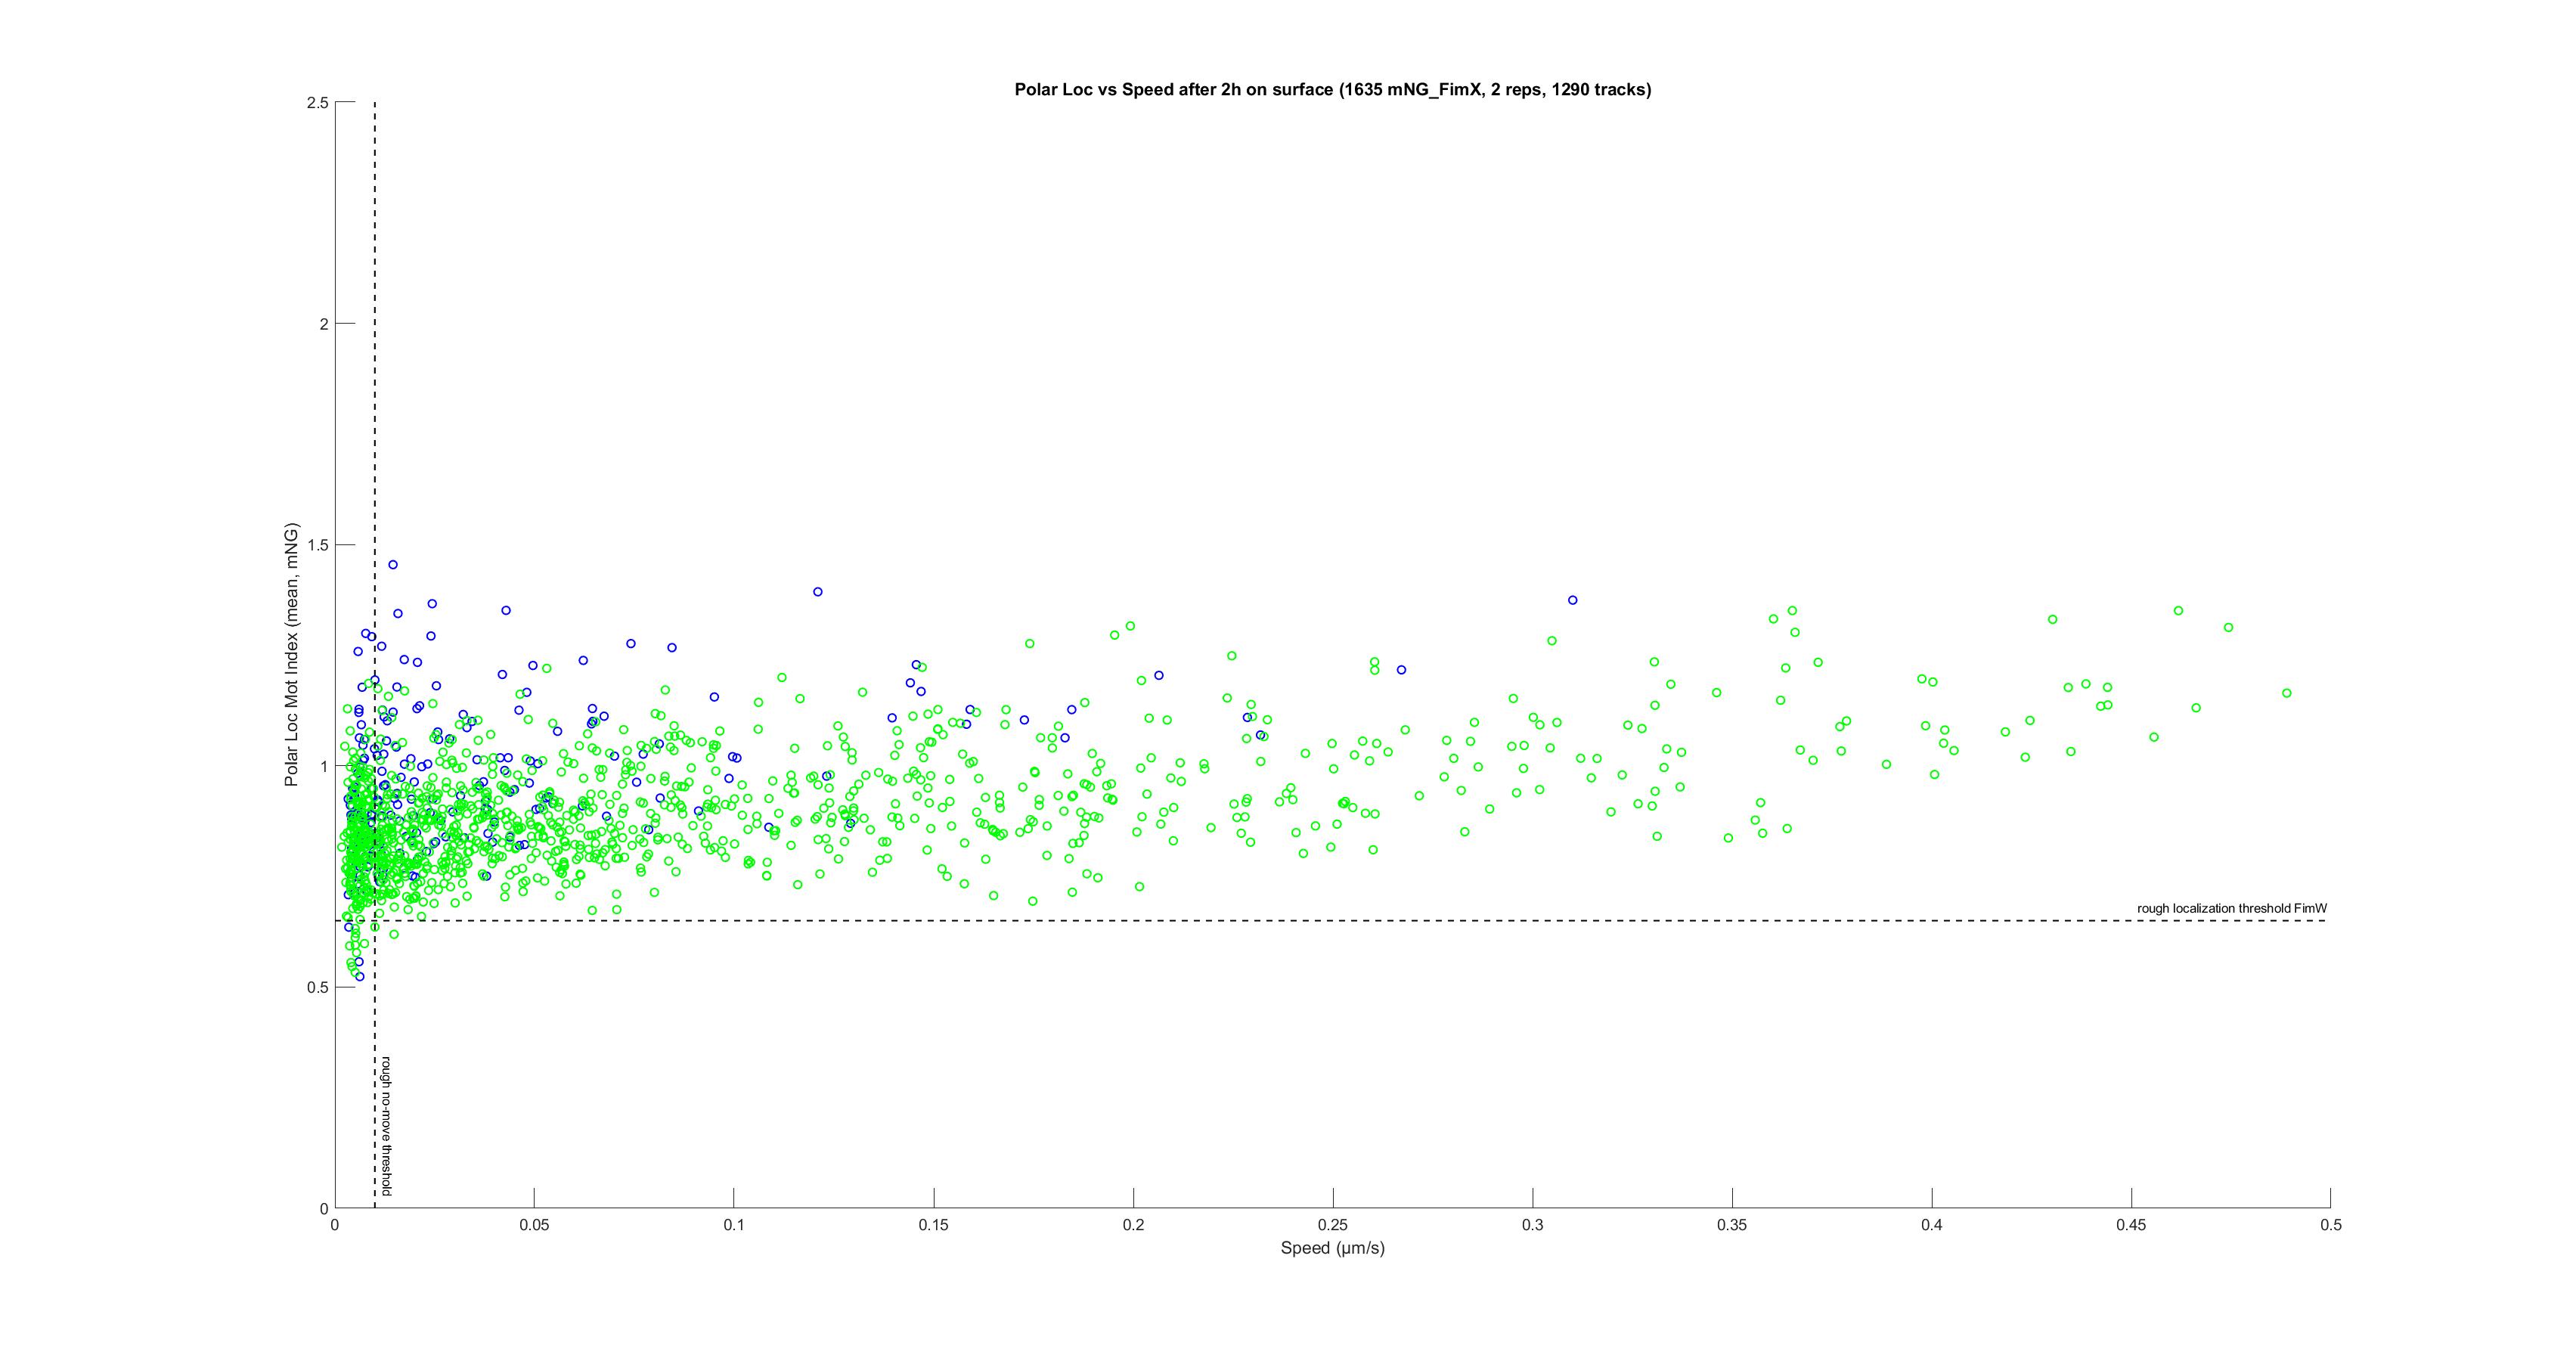 Polar Loc vs Speed after 2h on surface (1635 mNG_FimX, 2 reps, 1290 tracks)
2.5
2
1.5
1
0.5
0
Polar Loc Mot Index (mean, mNG)
rough localization threshold FimW
rough no-move threshold
0 0.05 0.1 0.15 0.2 0.25 0.3 0.35 0.4 0.45 0.5
Speed (µm/s)